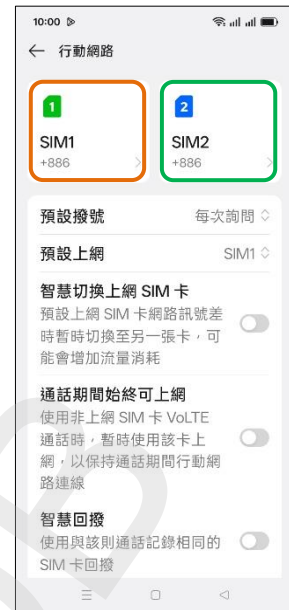 10:00
行動網路
1
2
SIM1
SIM2
+886
+886
預設撥號 每次詢問
預設上網 SIM1
智慧切換上網 SIM 卡
預設上網 SIM 卡網路訊號差
時暫時切換至另一張卡，可
能會增加流量消耗
通話期間始終可上網
使用非上網 SIM 卡 VoLTE
通話時，暫時使用該卡上
網，以保持通話期間行動網
路連線
智慧回撥
使用與該則通話記錄相同的
SIM 卡回撥